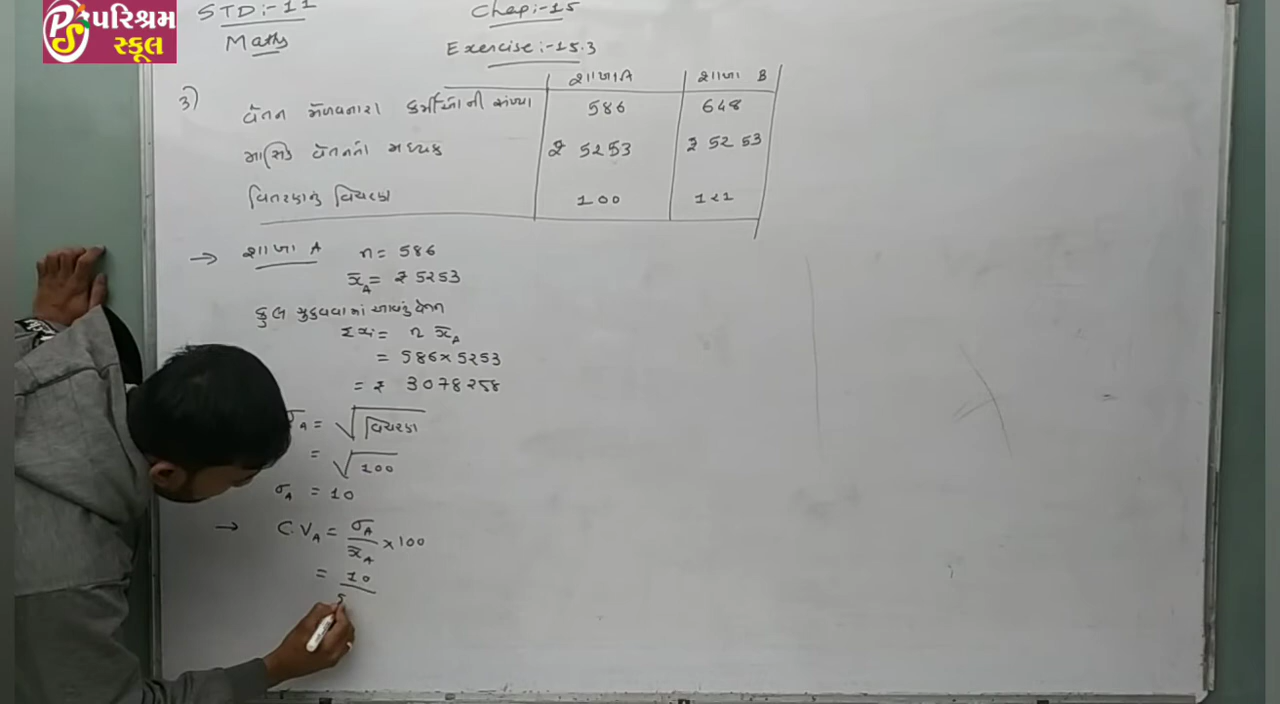 પરિશ્રમ
સ્કૂલ
STD:-11
Chap:-15
Maths
Exercise:-15.3
શાખા A શાખા B
3) વેતન મેળવનારા કર્મીઓની સંખ્યા 586 648
માસિક વેતનનો મધ્યક ₹ 5253 ₹ 5253
વિતરણનું વિચરણ 100 121
→ શાખા A n = 586
x̄A = ₹ 5253
કુલ ચુકવવામાં આવતું વેતન
Σxi = n x̄A
= 586 × 5253
= ₹ 3078258
σA = √વિચરણ
= √100
σA = 10
→ C.VA = σA/x̄A × 100
= 10/5